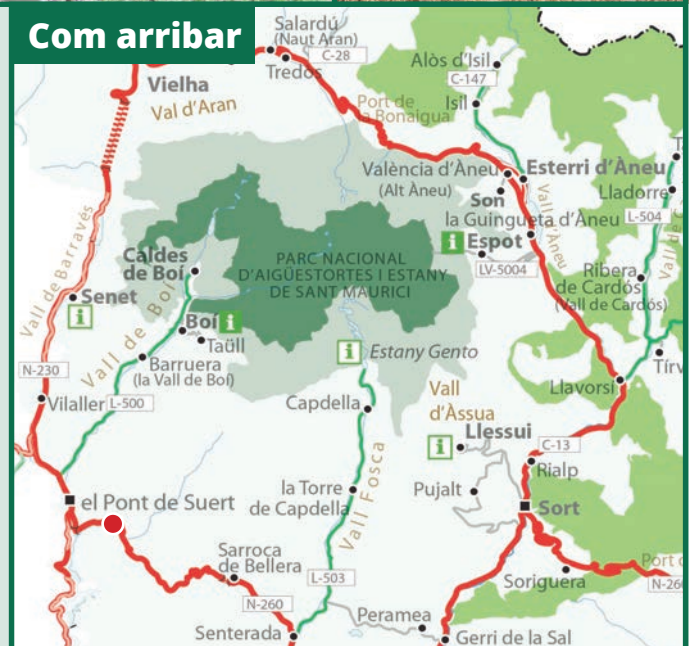 Com arribar
Salardú
(Naut Aran)
C-28
Tredòs
Vielha
Val d'Aran
Alòs d'Isil
C-147
Isil
Port de
la Bonaigua
València d'Àneu
(Alt Àneu)
Esterri d'Àneu
Son
Lladorre
la Guingueta d'Àneu
L-504
Vall d'Àneu
i Espot
LV-5004
Ribera
de Cardós
(Vall de Cardós)
PARC NACIONAL
D'AIGÜESTORTES I ESTANY
DE SANT MAURICI
Caldes
de Boí
Vall de Barravés
Senet
i
Vall de Boí
Boí i
Taüll
Barruera
(la Vall de Boí)
i Estany Gento
N-230
Vilaller
L-500
Capdella
Vall
d'Àssua
Llavorsí
Llessui
i
C-13
Rialp
Pujalt
Sort
el Pont de Suert
la Torre
de Capdella
Vall Fosca
Sarroca
de Bellera
L-503
N-260
Soriguera
Port d
N-260
Senterada
Peramea
Gerri de la Sal